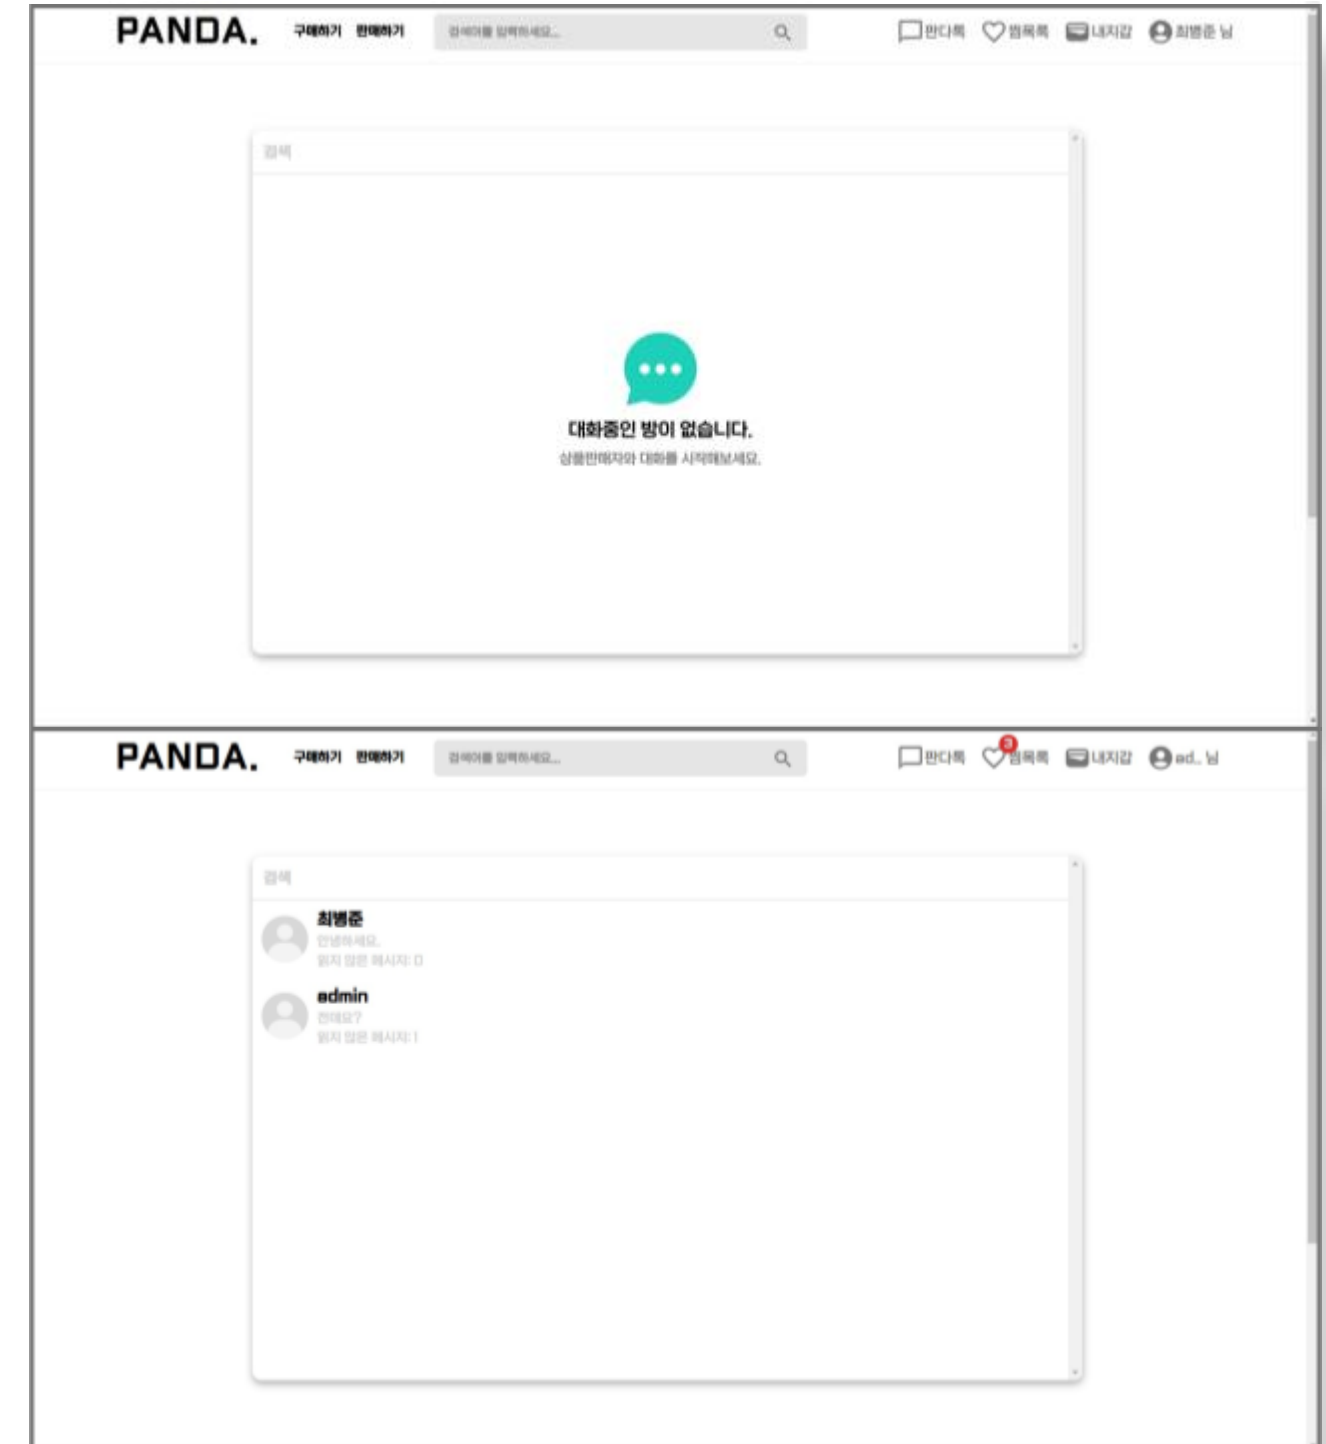 PANDA. 구매하기 판매하기 검색어를 입력하세요... 판다톡 찜목록 내지갑 최병준 님
검색
대화중인 방이 없습니다.
상품판매자와 대화를 시작해보세요.
PANDA. 구매하기 판매하기 검색어를 입력하세요... 판다톡 3 찜목록 내지갑 ad.. 님
검색
최병준
안녕하세요.
읽지 않은 메시지: 0
admin
전데요?
읽지 않은 메시지: 1